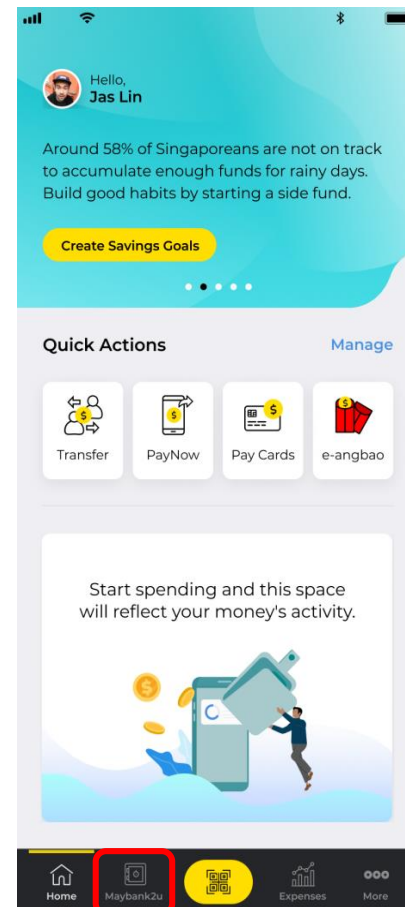 Hello,
Jas Lin
Around 58% of Singaporeans are not on track
to accumulate enough funds for rainy days.
Build good habits by starting a side fund.
Create Savings Goals
Quick Actions
Manage
Transfer
PayNow
Pay Cards
e-angbao
Start spending and this space
will reflect your money's activity.
Home
Maybank2u
Expenses
More